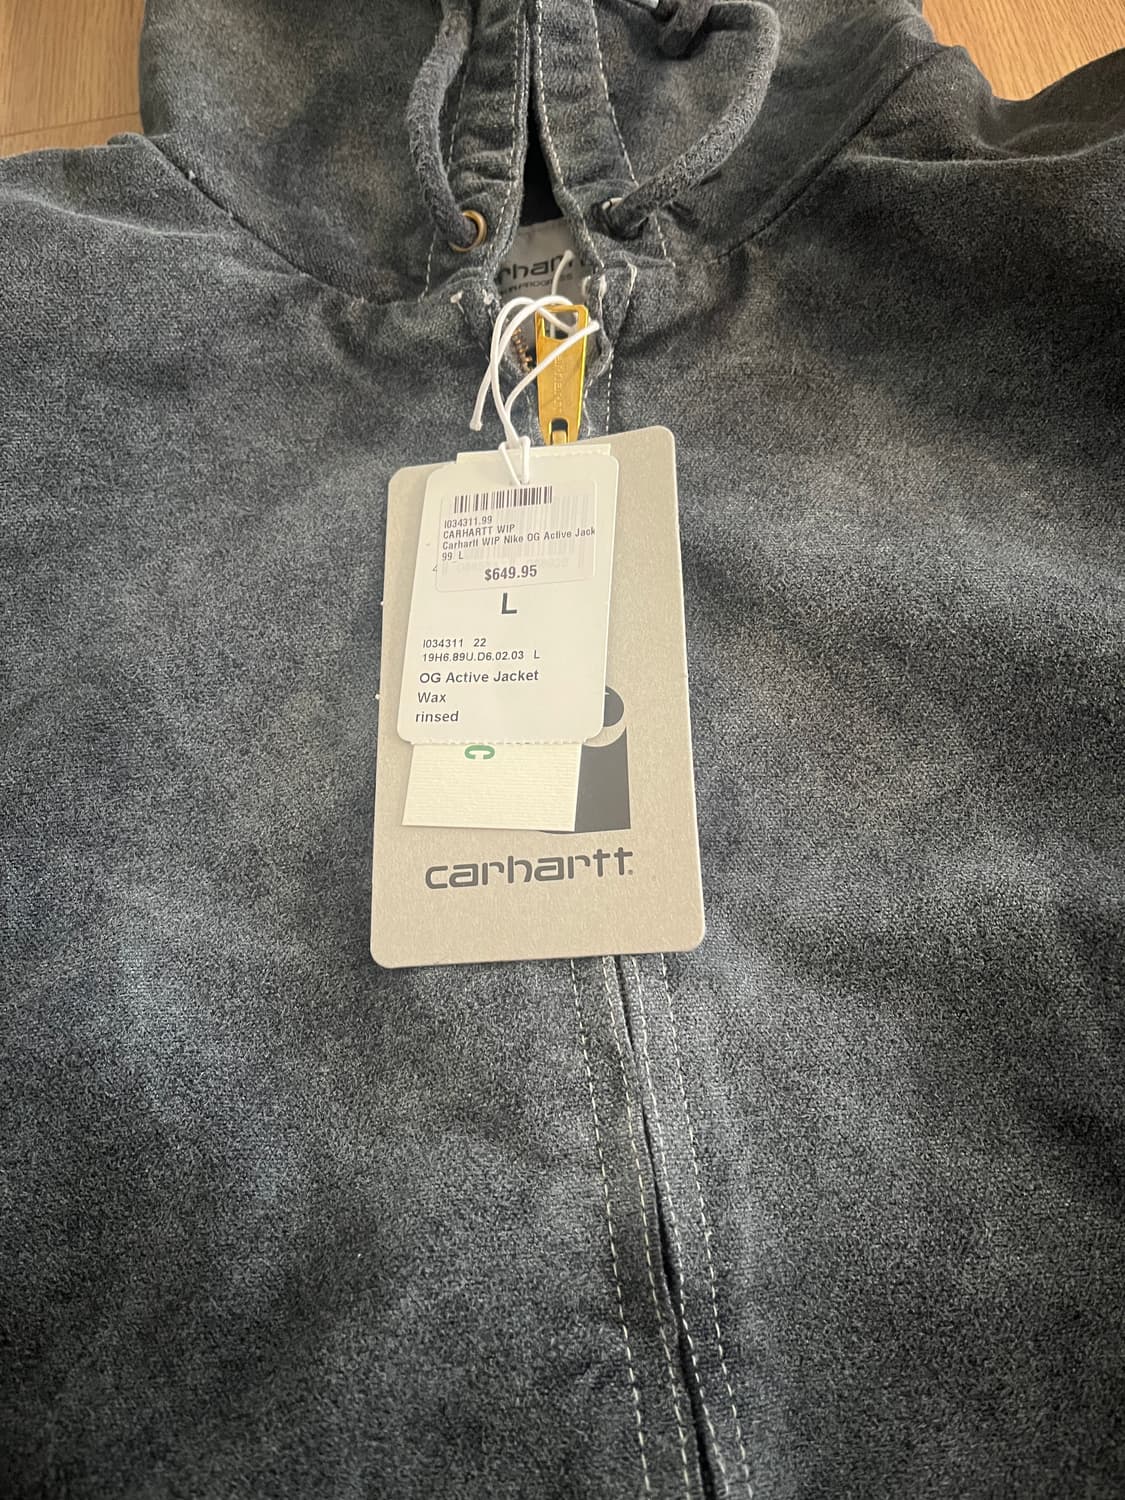 I034311.99
CARHARTT WIP
Carhartt WIP Nike OG Active Jack
99 L
$649.95
L
I034311 22
19H6.89U.D6.02.03 L
OG Active Jacket
Wax
rinsed
C
carhartt.